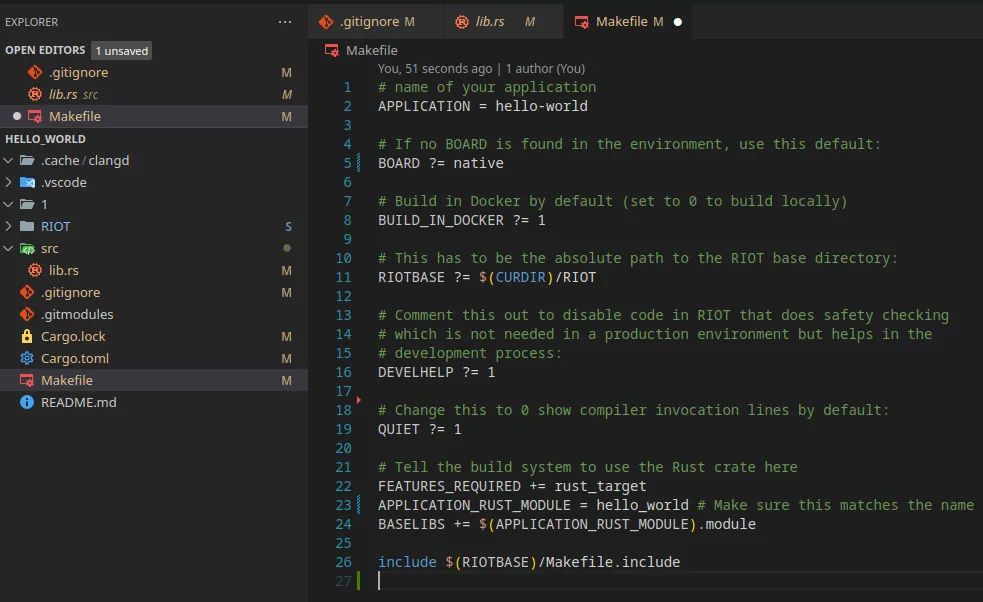 EXPLORER
OPEN EDITORS 1 unsaved
.gitignore M
lib.rs src M
Makefile M
HELLO_WORLD
.cache / clangd
.vscode
1
RIOT S
src
lib.rs M
.gitignore M
.gitmodules
Cargo.lock M
Cargo.toml M
Makefile M
README.md
.gitignore M lib.rs M Makefile M
Makefile
You, 51 seconds ago | 1 author (You)
1 # name of your application
2 APPLICATION = hello-world
3
4 # If no BOARD is found in the environment, use this default:
5 BOARD ?= native
6
7 # Build in Docker by default (set to 0 to build locally)
8 BUILD_IN_DOCKER ?= 1
9
10 # This has to be the absolute path to the RIOT base directory:
11 RIOTBASE ?= $(CURDIR)/RIOT
12
13 # Comment this out to disable code in RIOT that does safety checking
14 # which is not needed in a production environment but helps in the
15 # development process:
16 DEVELHELP ?= 1
17
18 # Change this to 0 show compiler invocation lines by default:
19 QUIET ?= 1
20
21 # Tell the build system to use the Rust crate here
22 FEATURES_REQUIRED += rust_target
23 APPLICATION_RUST_MODULE = hello_world # Make sure this matches the name
24 BASELIBS += $(APPLICATION_RUST_MODULE).module
25
26 include $(RIOTBASE)/Makefile.include
27